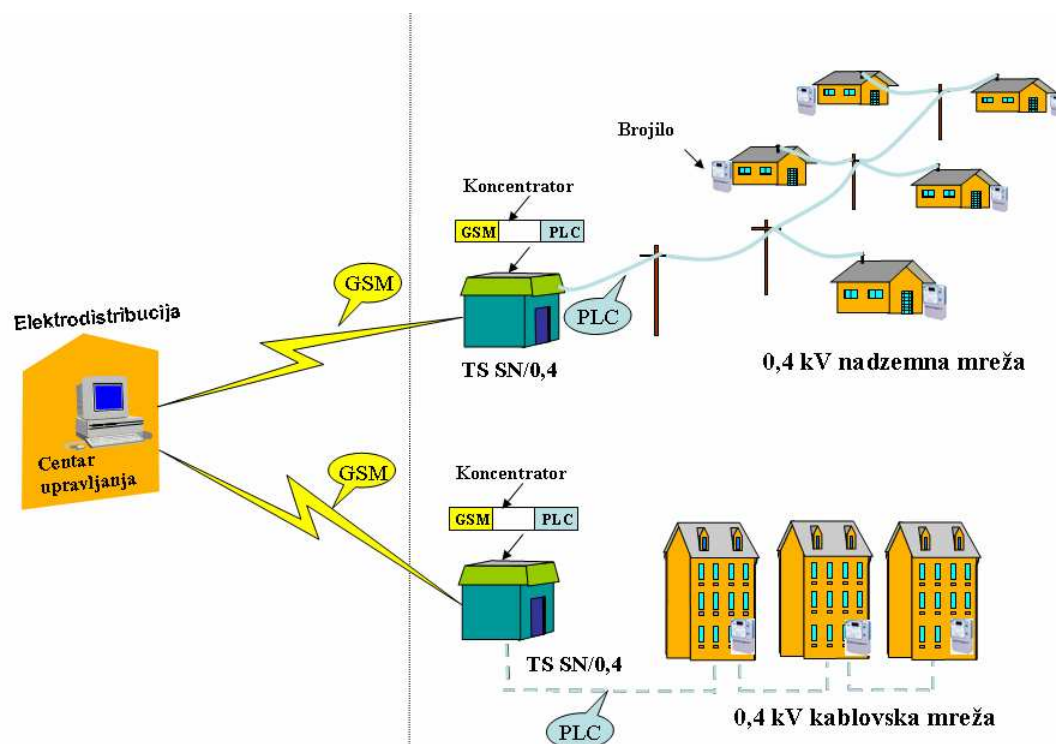 Elektrodistribucija
Centar
upravljanja
GSM
GSM
Koncentrator
GSM
PLC
TS SN/0,4
PLC
Brojilo
0,4 kV nadzemna mreža
Koncentrator
GSM
PLC
TS SN/0,4
PLC
0,4 kV kablovska mreža